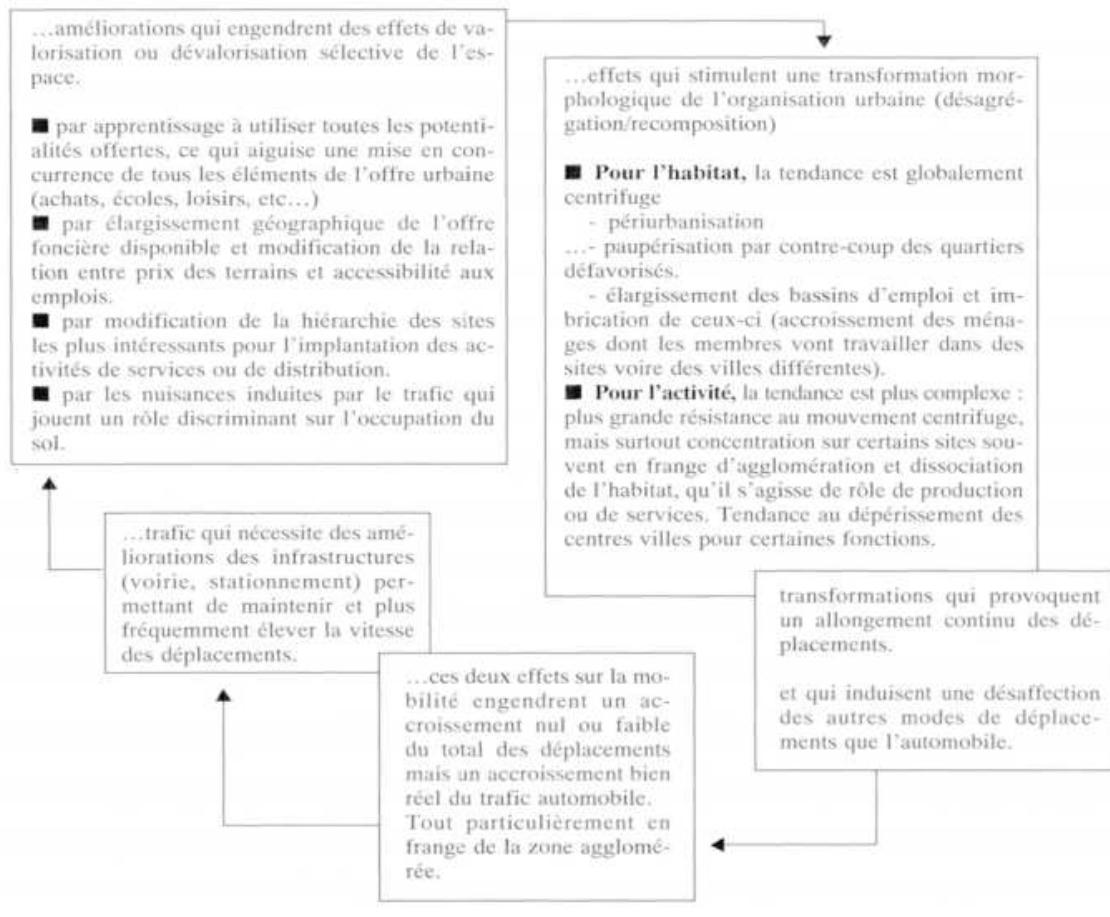 …améliorations qui engendrent des effets de va-
lorisation ou dévalorisation sélective de l'es-
pace.
■ par apprentissage à utiliser toutes les potenti-
alités offertes, ce qui aiguise une mise en con-
currence de tous les éléments de l'offre urbaine
(achats, écoles, loisirs, etc…)
■ par élargissement géographique de l'offre
foncière disponible et modification de la rela-
tion entre prix des terrains et accessibilité aux
emplois.
■ par modification de la hiérarchie des sites
les plus intéressants pour l'implantation des ac-
tivités de services ou de distribution.
■ par les nuisances induites par le trafic qui
jouent un rôle discriminant sur l'occupation du
sol.
…effets qui stimulent une transformation mor-
phologique de l'organisation urbaine (désagré-
gation/recomposition)
■ Pour l'habitat, la tendance est globalement
centrifuge
- périurbanisation
…- paupérisation par contre-coup des quartiers
défavorisés.
- élargissement des bassins d'emploi et im-
brication de ceux-ci (accroissement des ména-
ges dont les membres vont travailler dans des
sites voire des villes différentes).
■ Pour l'activité, la tendance est plus complexe :
plus grande résistance au mouvement centrifuge,
mais surtout concentration sur certains sites sou-
vent en frange d'agglomération et dissociation
de l'habitat, qu'il s'agisse de rôle de production
ou de services. Tendance au dépérissement des
centres villes pour certaines fonctions.
transformations qui provoquent
un allongement continu des dé-
placements.
et qui induisent une désaffection
des autres modes de déplace-
ments que l'automobile.
…ces deux effets sur la mo-
bilité engendrent un ac-
croissement nul ou faible
du total des déplacements
mais un accroissement bien
réel du trafic automobile.
Tout particulièrement en
frange de la zone agglomé-
rée.
…trafic qui nécessite des amé-
liorations des infrastructures
(voirie, stationnement) per-
mettant de maintenir et plus
fréquemment élever la vitesse
des déplacements.